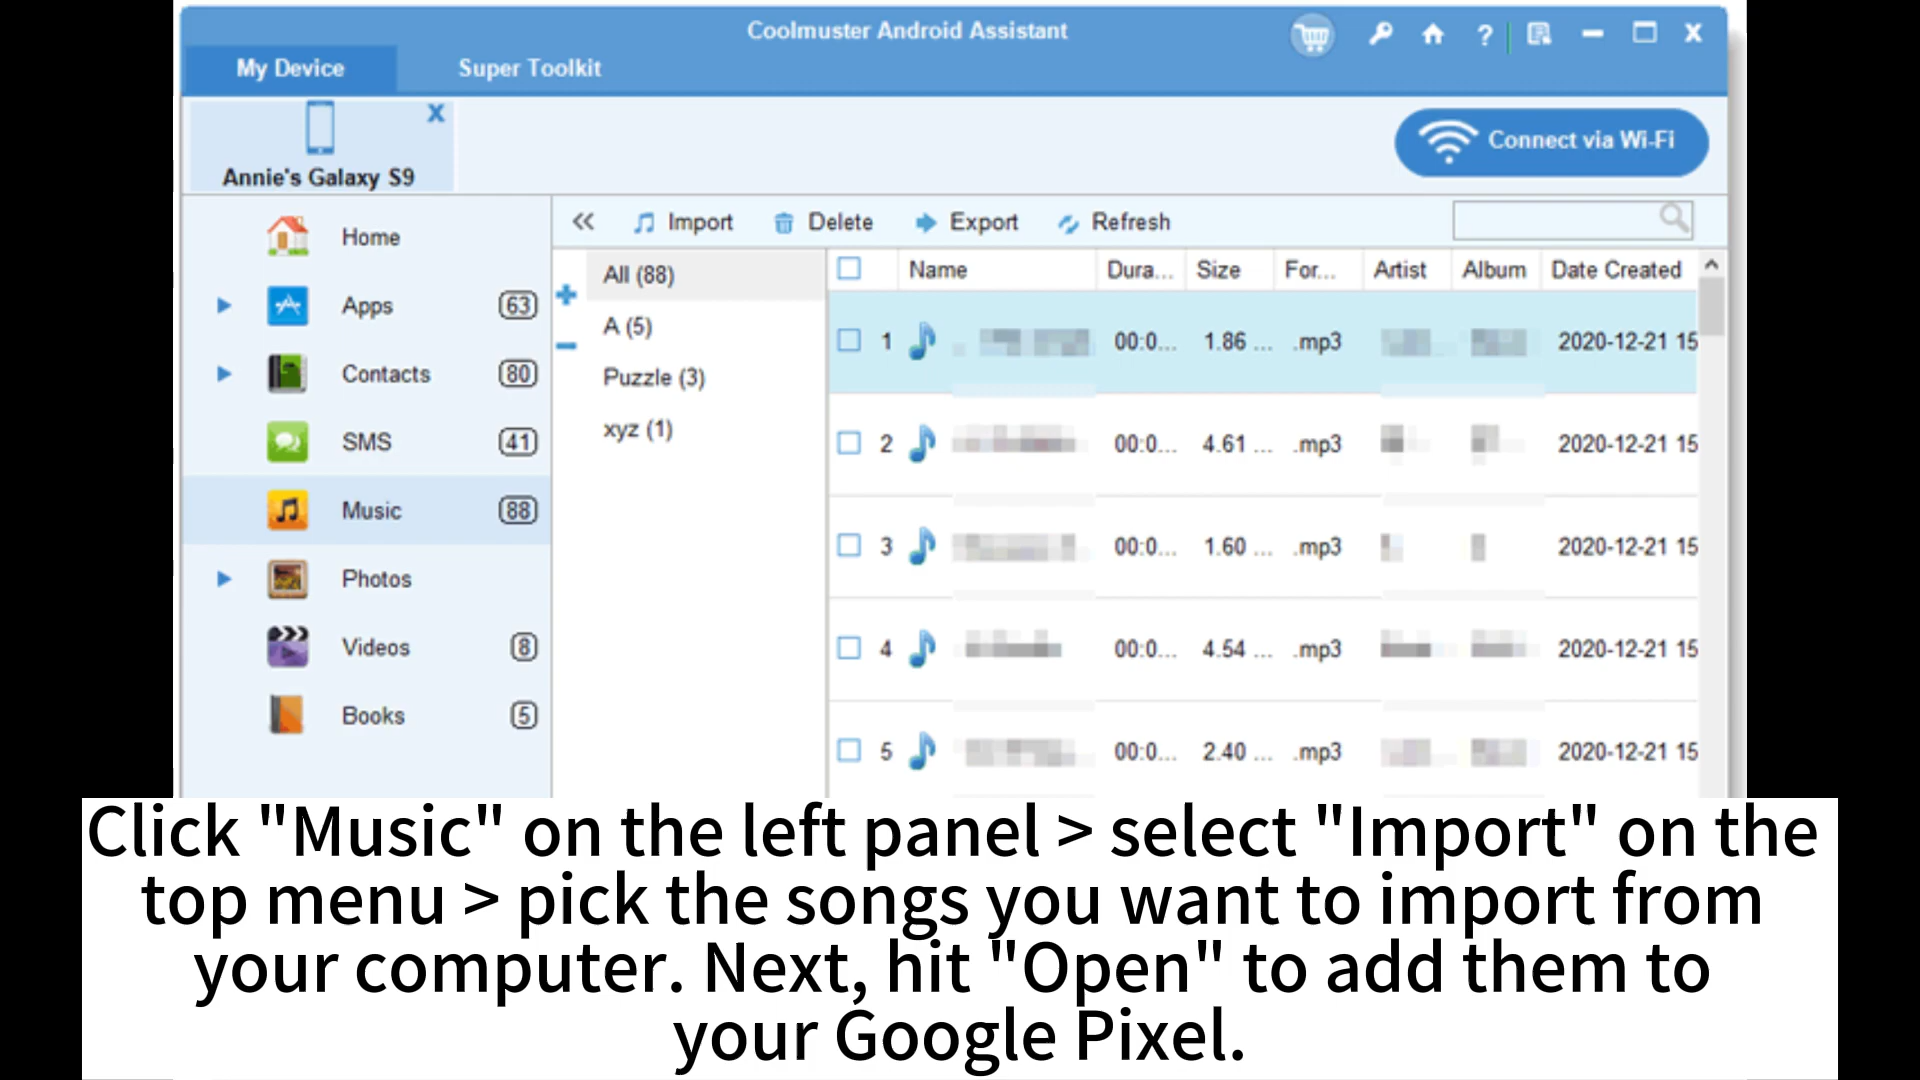 Coolmuster Android Assistant
?
My Device
Super Toolkit
X
Annie's Galaxy S9
Connect via Wi-Fi
Import
Delete
Export
Refresh
Home
Apps 63
Contacts 80
SMS 41
Music 88
Photos
Videos 8
Books 5
All (88)
A (5)
Puzzle (3)
xyz (1)
Name Dura... Size For... Artist Album Date Created
1 00:0... 1.86 ... .mp3 2020-12-21 15
2 00:0... 4.61 ... .mp3 2020-12-21 15
3 00:0... 1.60 ... .mp3 2020-12-21 15
4 00:0... 4.54 ... .mp3 2020-12-21 15
5 00:0... 2.40 ... .mp3 2020-12-21 15
Click "Music" on the left panel > select "Import" on the
top menu > pick the songs you want to import from
your computer. Next, hit "Open" to add them to
your Google Pixel.